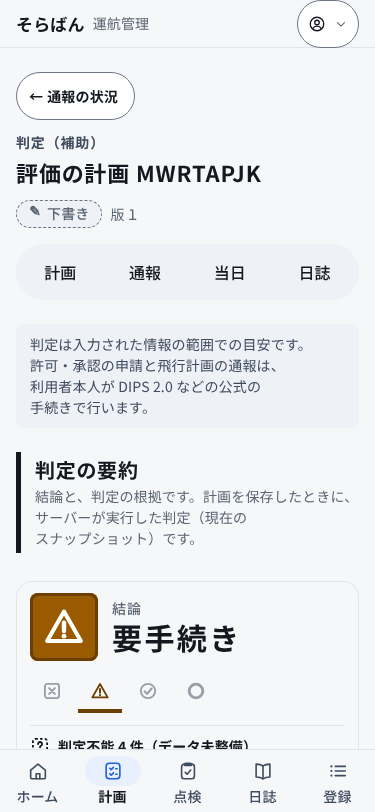 そらばん 運航管理
← 通報の状況
判定（補助）
評価の計画 MWRTAPJK
✎ 下書き 版 1
計画 通報 当日 日誌
判定は入力された情報の範囲での目安です。
許可・承認の申請と飛行計画の通報は、
利用者本人が DIPS 2.0 などの公式の
手続きで行います。
判定の要約
結論と、判定の根拠です。計画を保存したときに、
サーバーが実行した判定（現在の
スナップショット）です。
結論
要手続き
判定不能 4 件（データ未整備）
ホーム 計画 点検 日誌 登録